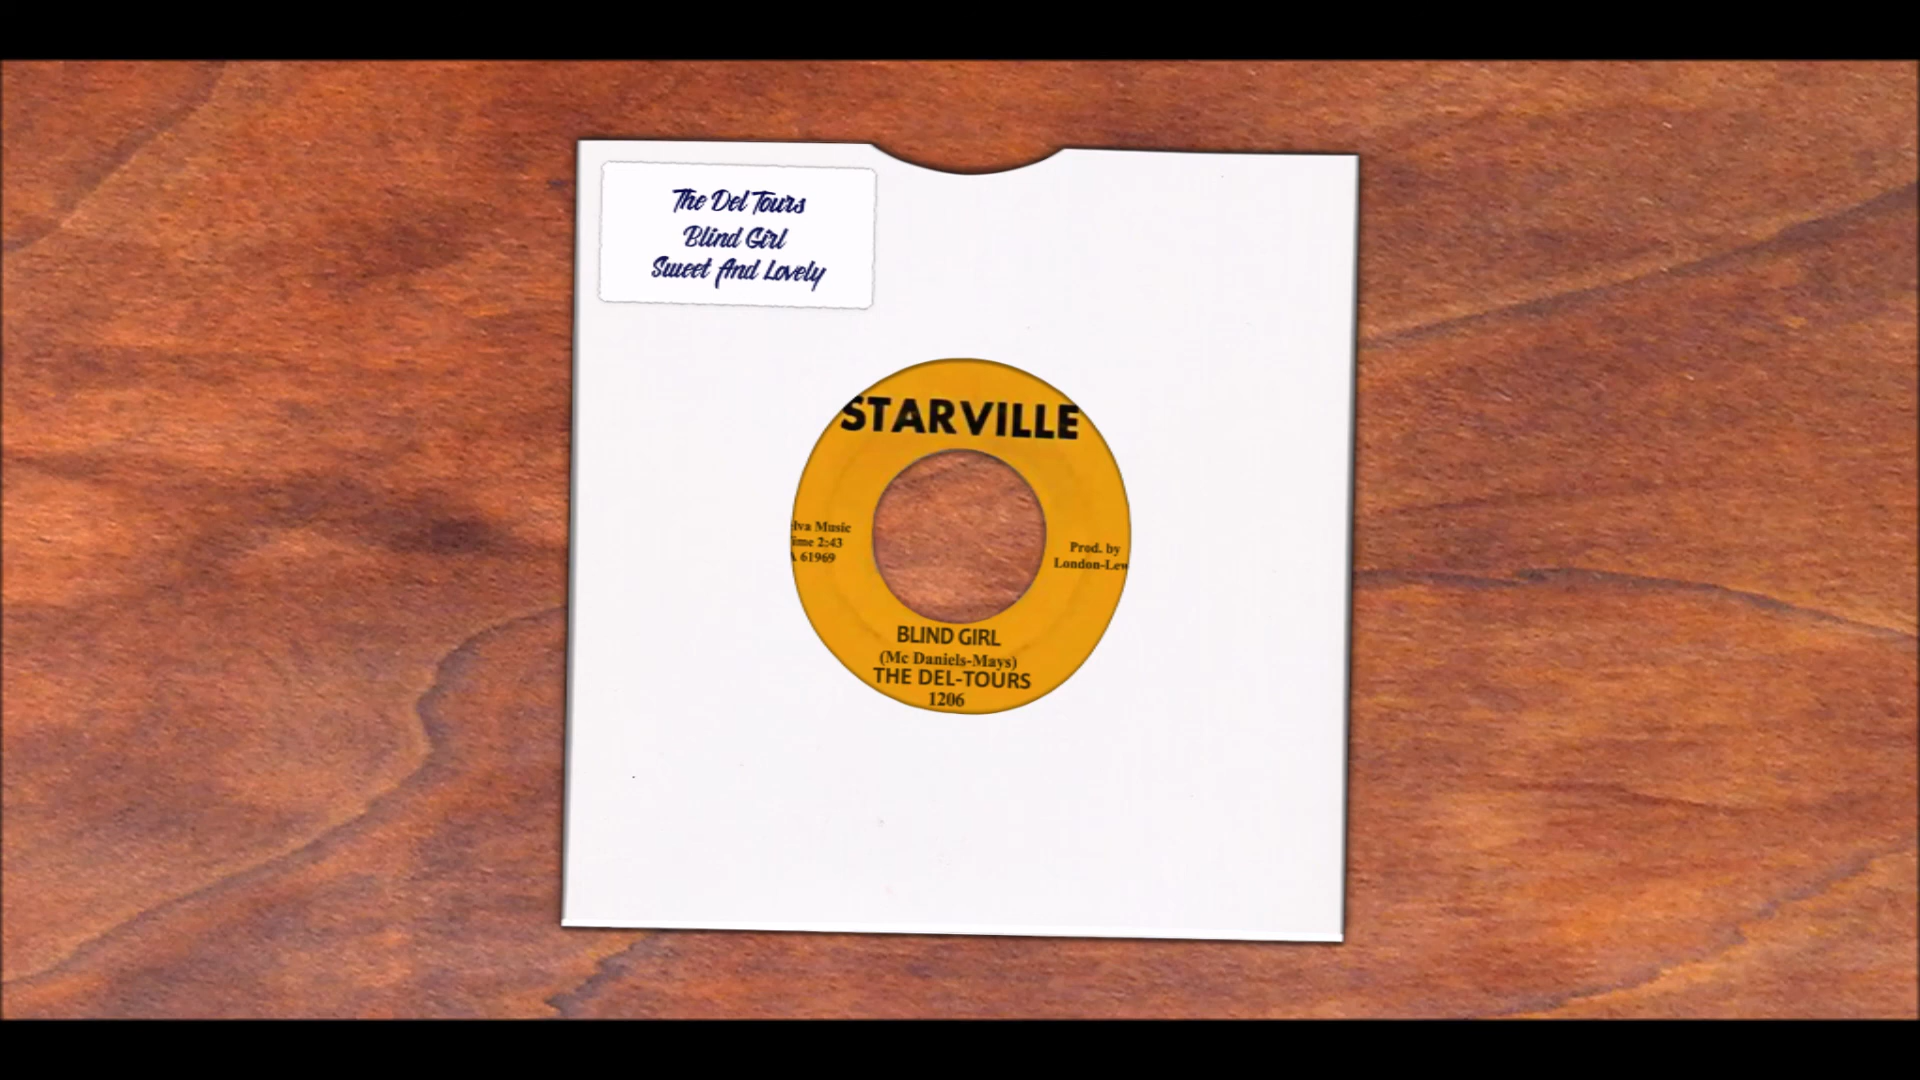 The Del Tours
Blind Girl
Sweet And Lovely
STARVILLE
Music
2:43
61969
Prod. by
BLIND GIRL
(Mc Daniels-Mays)
THE DEL-TOURS
1206